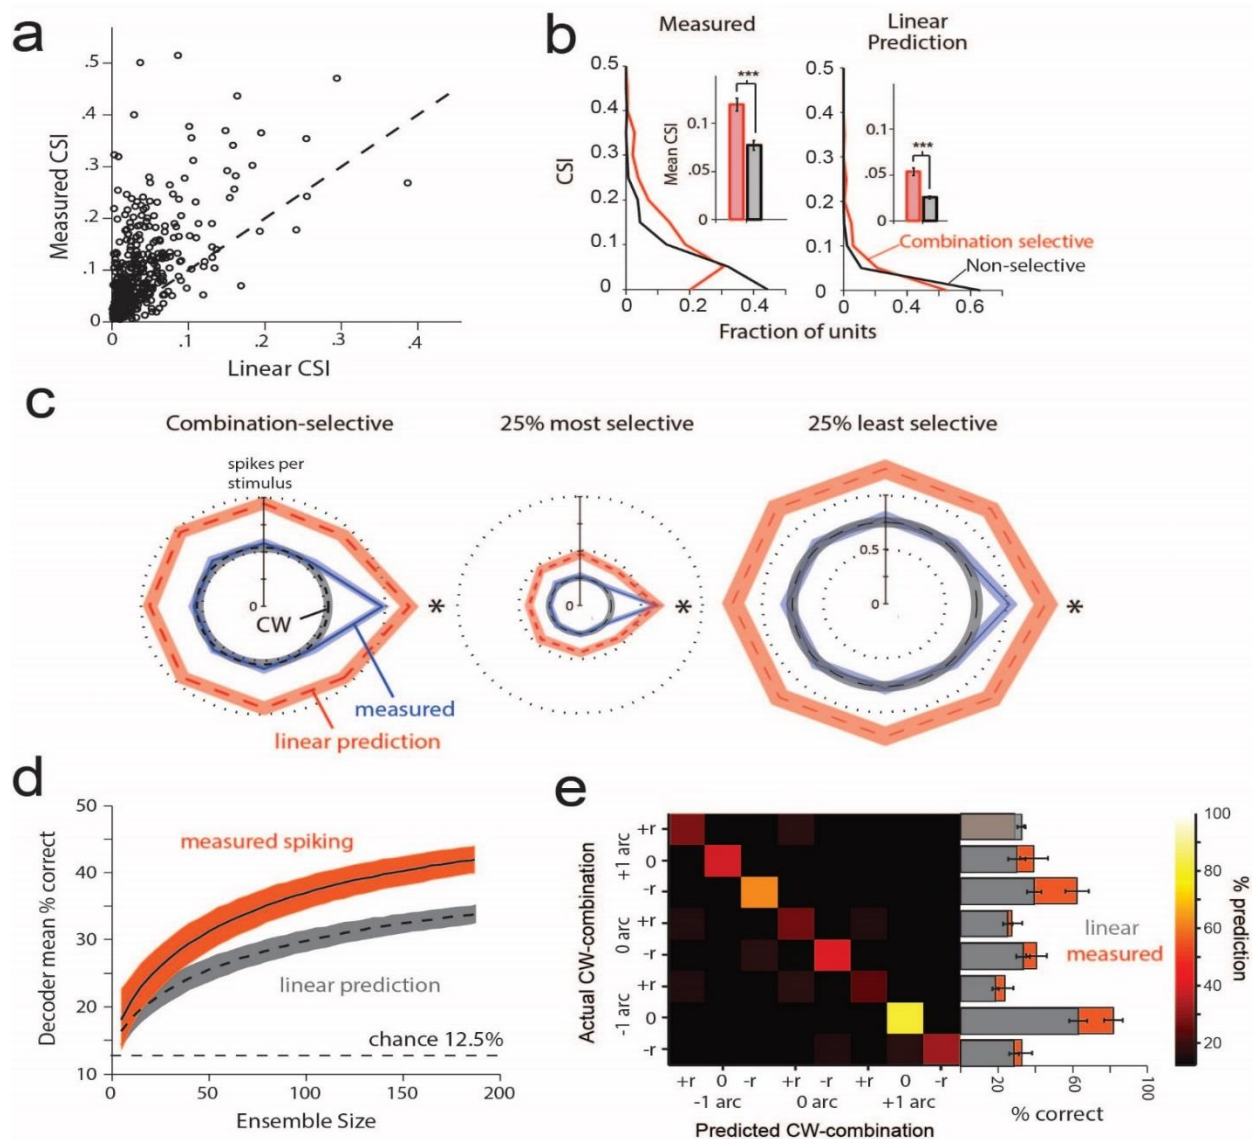 a
.5
.4
.3
.2
.1
0
Measured CSI
0 .1 .2 .3 .4
Linear CSI
b
Measured
0.5
0.4
0.3
0.2
0.1
0
CSI
***
0.1
.05
0
Mean CSI
0 0.2 0.4
Linear
Prediction
0.5
0.4
0.3
0.2
0.1
0
***
0.1
.05
0
Combination selective
Non-selective
0 0.4 0.6
Fraction of units
c
Combination-selective
25% most selective
25% least selective
spikes per
stimulus
0
CW
*
measured
linear prediction
0
*
0.5
0
*
d
50
40
30
20
10
Decoder mean % correct
measured spiking
linear prediction
chance 12.5%
0 50 100 150 200
Ensemble Size
e
Actual CW-combination
+1 arc
0 arc
-1 arc
+r
0
-r
+r
-r
+r
0
-r
+r 0 -r +r -r +r 0 -r
-1 arc 0 arc +1 arc
Predicted CW-combination
linear
measured
20 60 100
% correct
100
80
60
40
20
% prediction